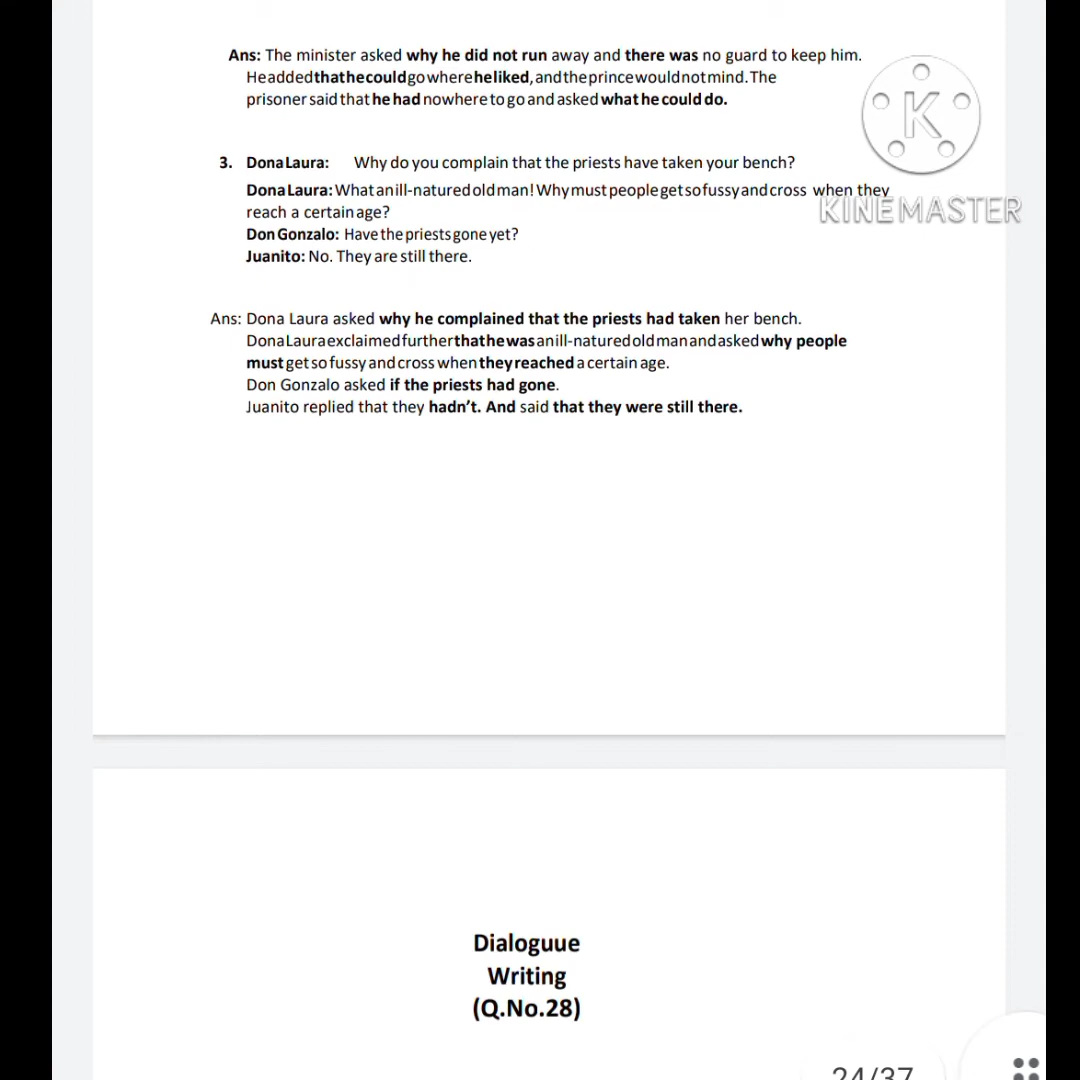 Ans: The minister asked why he did not run away and there was no guard to keep him.
He added that he could go where he liked, and the prince would not mind. The
prisoner said that he had nowhere to go and asked what he could do.
K
KINEMASTER
3. Dona Laura: Why do you complain that the priests have taken your bench?
Dona Laura: What an ill-natured old man! Why must people get so fussy and cross when they
reach a certain age?
Don Gonzalo: Have the priests gone yet?
Juanito: No. They are still there.
Ans: Dona Laura asked why he complained that the priests had taken her bench.
Dona Laura exclaimed further that he was an ill-natured old man and asked why people
must get so fussy and cross when they reached a certain age.
Don Gonzalo asked if the priests had gone.
Juanito replied that they hadn't. And said that they were still there.
Dialoguue
Writing
(Q.No.28)
24/37